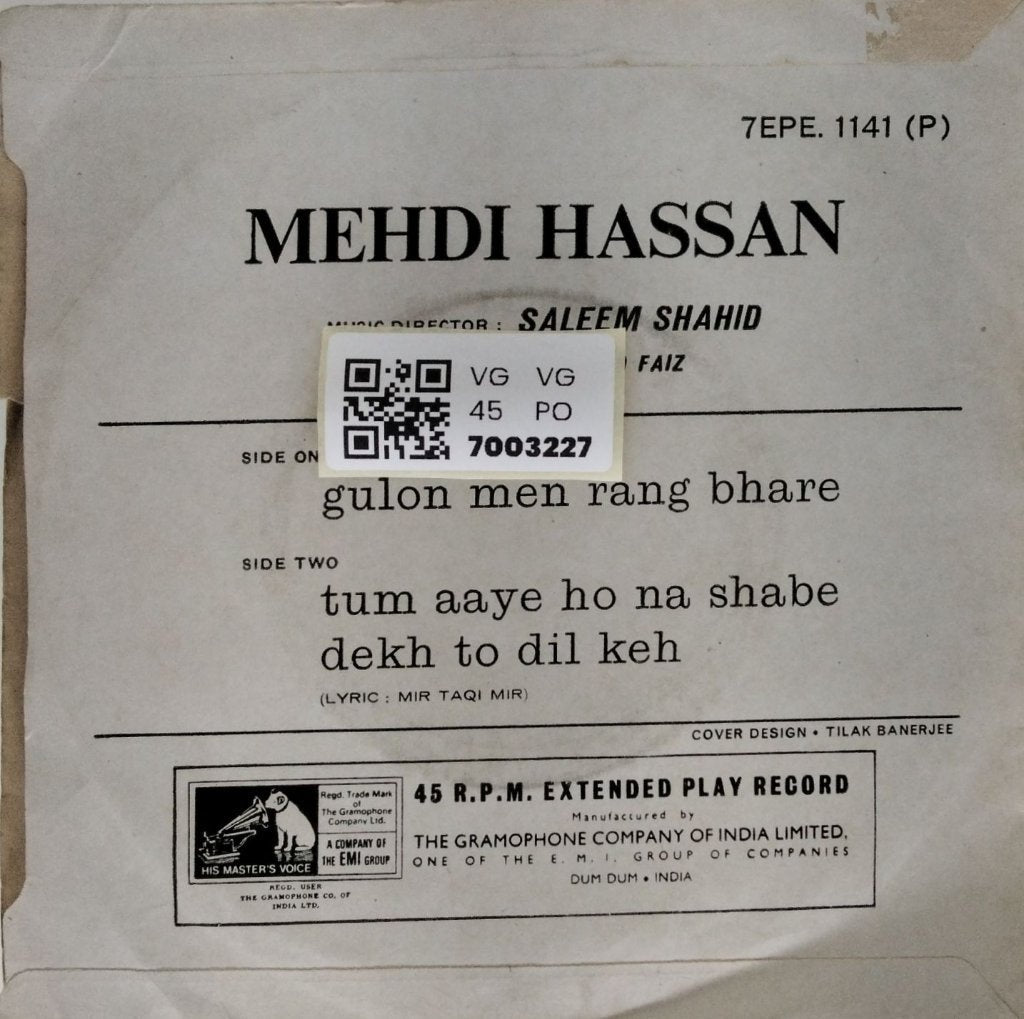 7EPE. 1141 (P)
MEHDI HASSAN
MUSIC DIRECTOR : SALEEM SHAHID
FAIZ
VG VG
45 PO
7003227
SIDE
gulon men rang bhare
SIDE TWO
tum aaye ho na shabe
dekh to dil keh
(LYRIC : MIR TAQI MIR)
COVER DESIGN • TILAK BANERJEE
HIS MASTER'S VOICE
Regd. Trade Mark
of
The Gramophone
Company Ltd.
A COMPANY OF
THE EMI GROUP
REGD. USER
THE GRAMOPHONE CO. OF
INDIA LTD.
45 R.P.M. EXTENDED PLAY RECORD
Manufactured by
THE GRAMOPHONE COMPANY OF INDIA LIMITED,
ONE OF THE E. M. I. GROUP OF COMPANIES
DUM DUM • INDIA